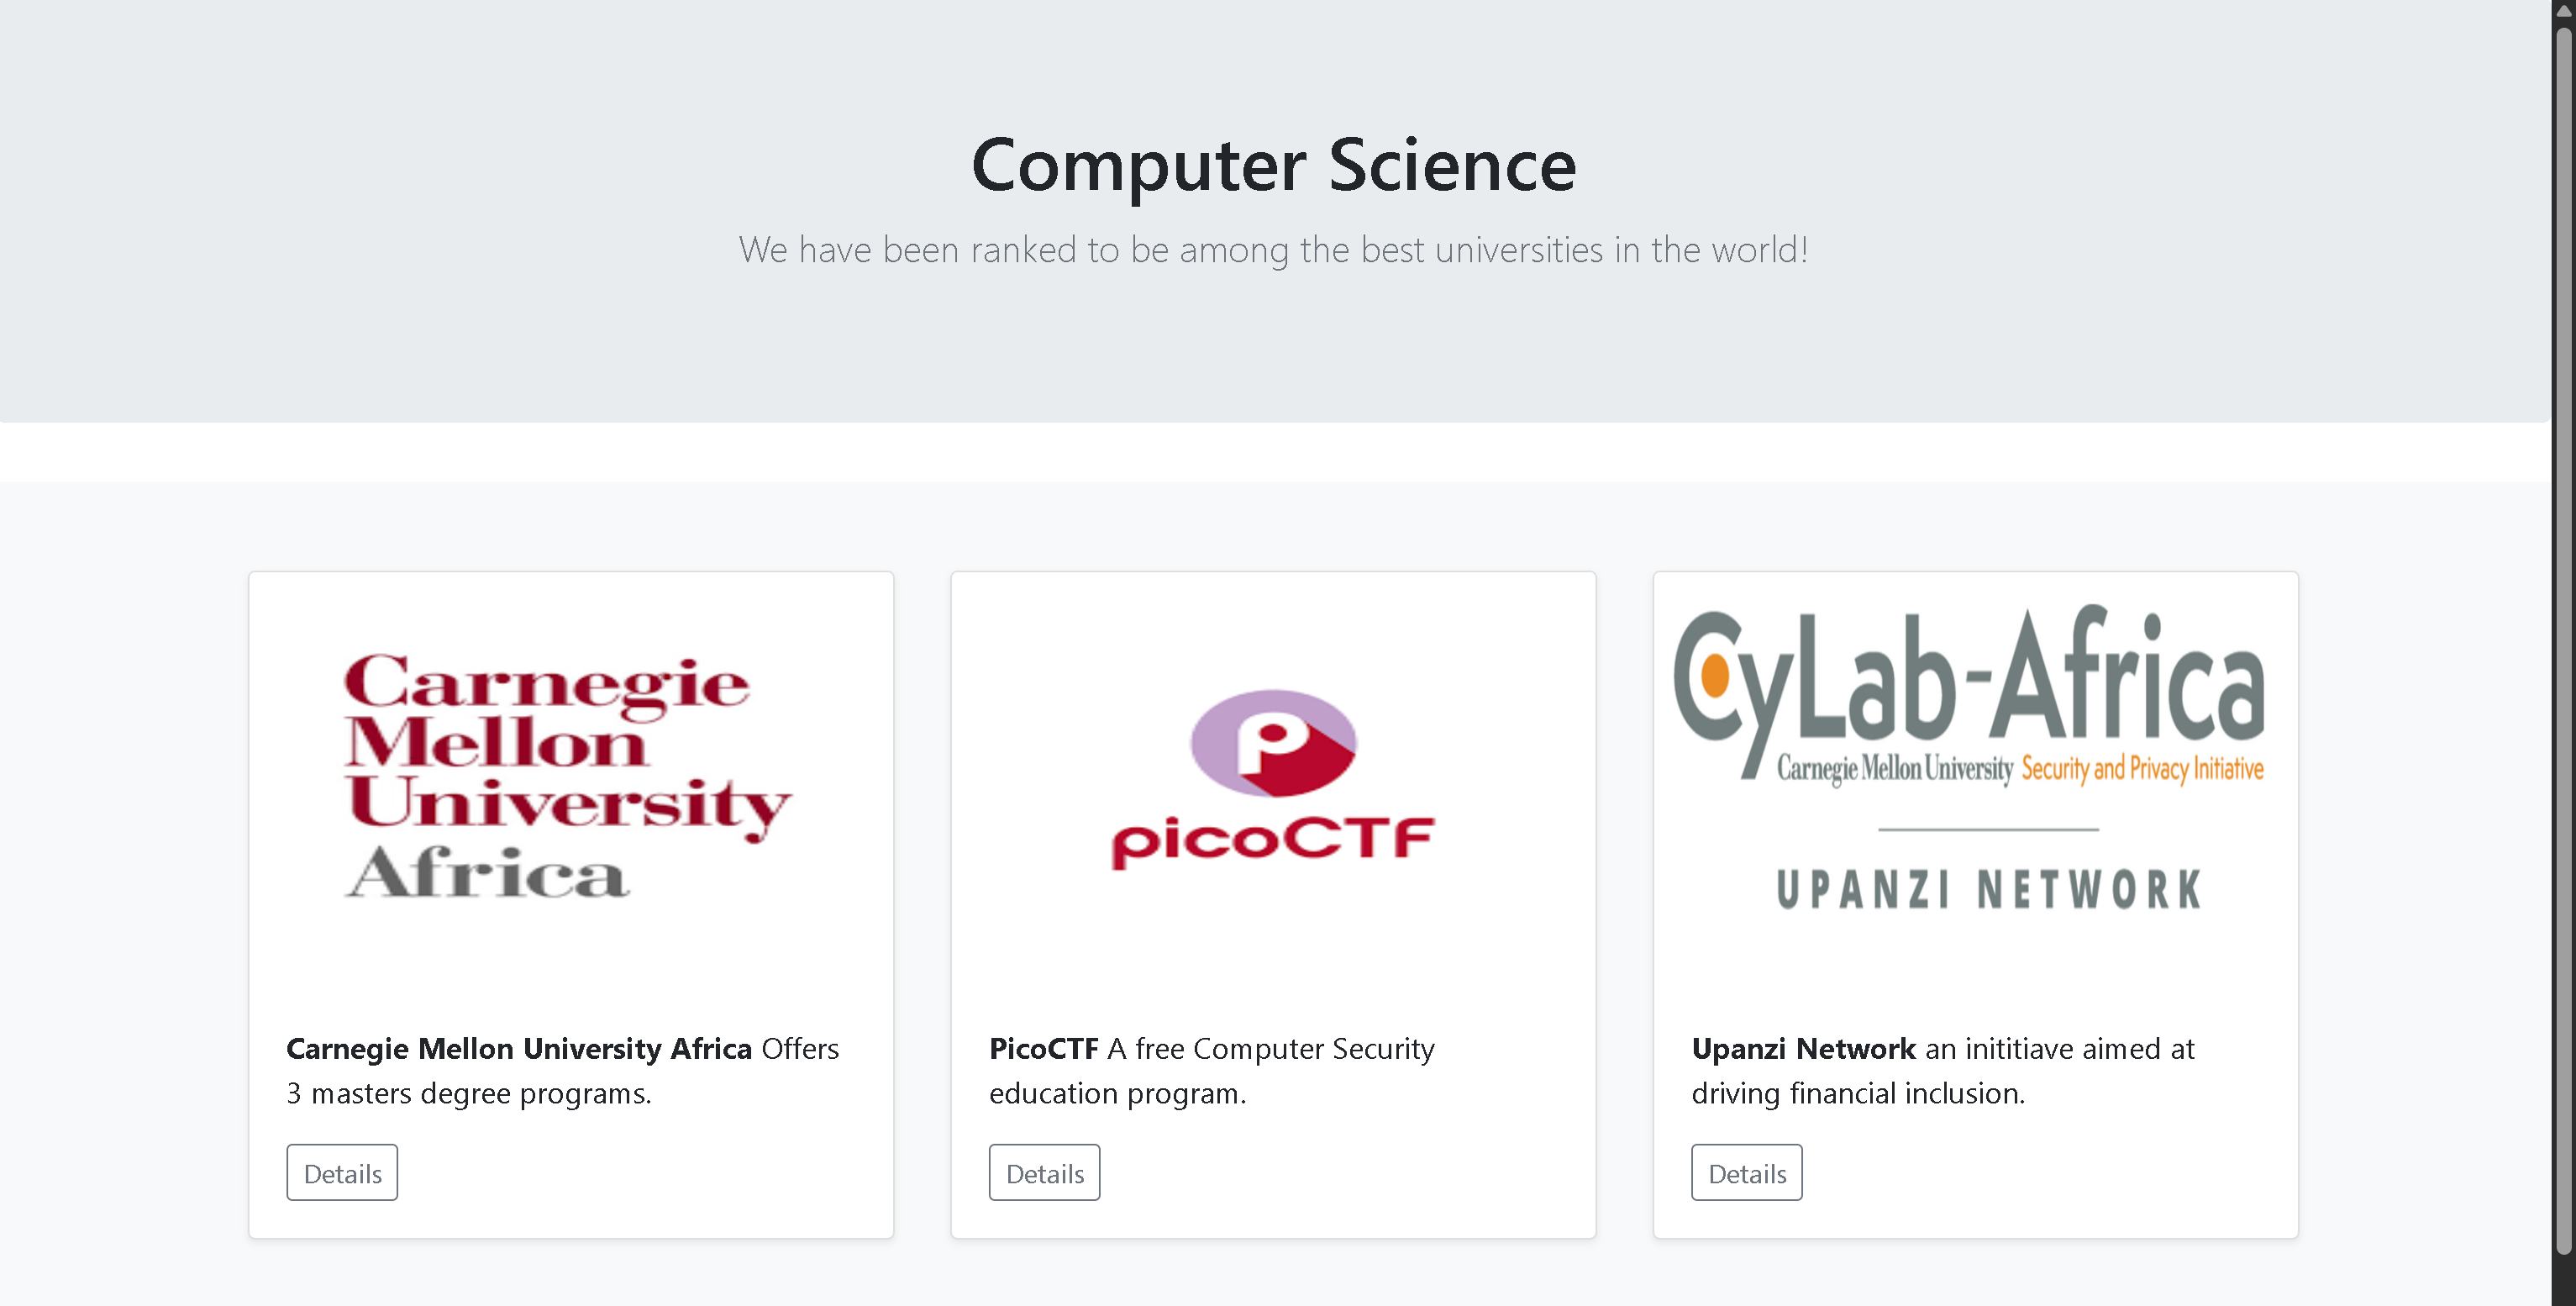 Computer Science
We have been ranked to be among the best universities in the world!
Carnegie
Mellon
University
Africa
Carnegie Mellon University Africa Offers
3 masters degree programs.
Details
P
picoCTF
PicoCTF A free Computer Security
education program.
Details
CyLab-Africa
Carnegie Mellon University Security and Privacy Initiative
UPANZI NETWORK
Upanzi Network an inititiave aimed at
driving financial inclusion.
Details